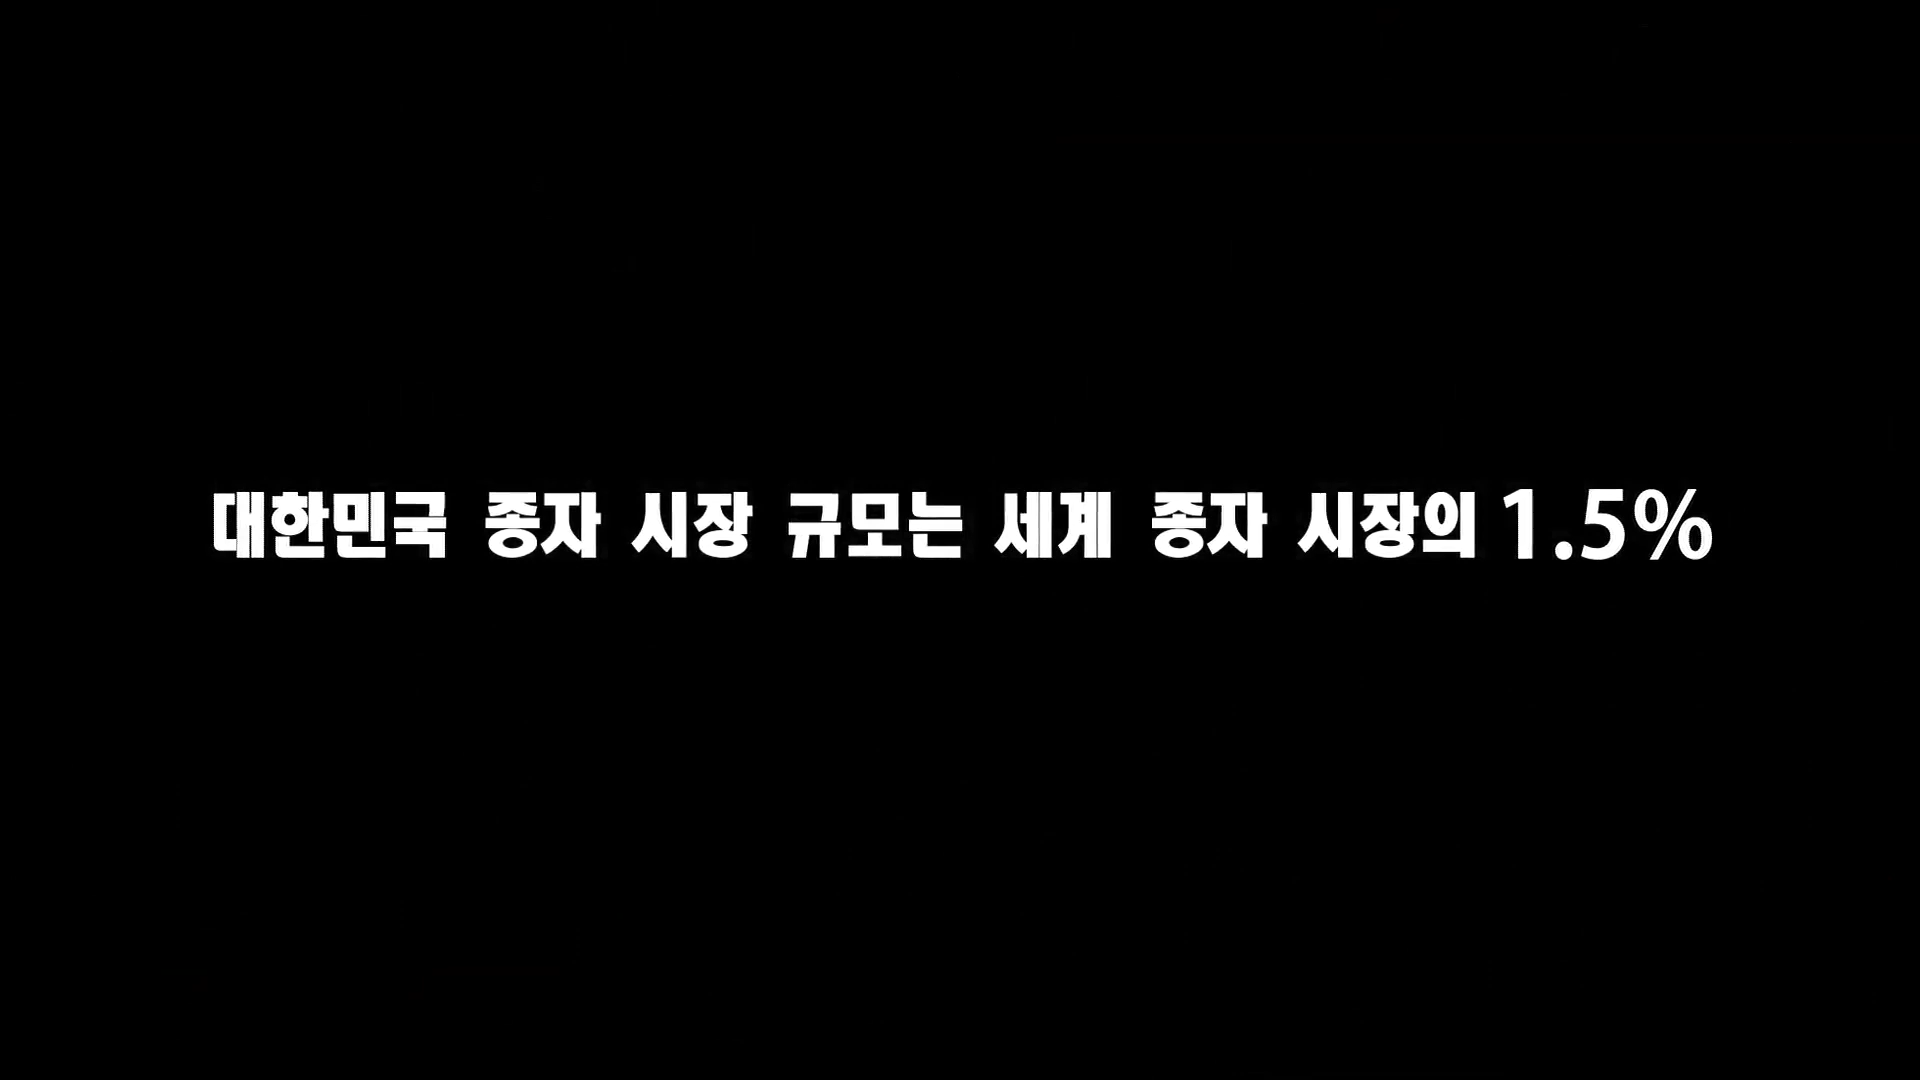 대한민국 종자 시장 규모는 세계 종자 시장의 1.5%